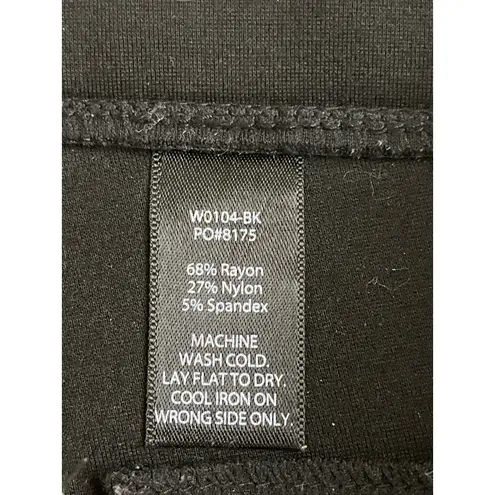 W0104-BK
PO#8175
68% Rayon
27% Nylon
5% Spandex
MACHINE
WASH COLD.
LAY FLAT TO DRY.
COOL IRON ON
WRONG SIDE ONLY.